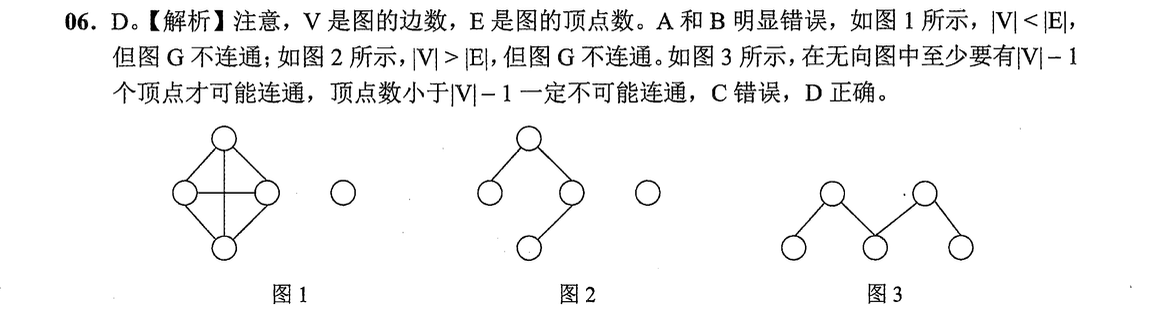 06．D。【解析】注意，V 是图的边数，E 是图的顶点数。A 和 B 明显错误，如图 1 所示，|V| < |E|，
但图 G 不连通；如图 2 所示，|V| > |E|，但图 G 不连通。如图 3 所示，在无向图中至少要有|V| − 1
个顶点才可能连通，顶点数小于|V| − 1 一定不可能连通，C 错误，D 正确。
图 1
图 2
图 3